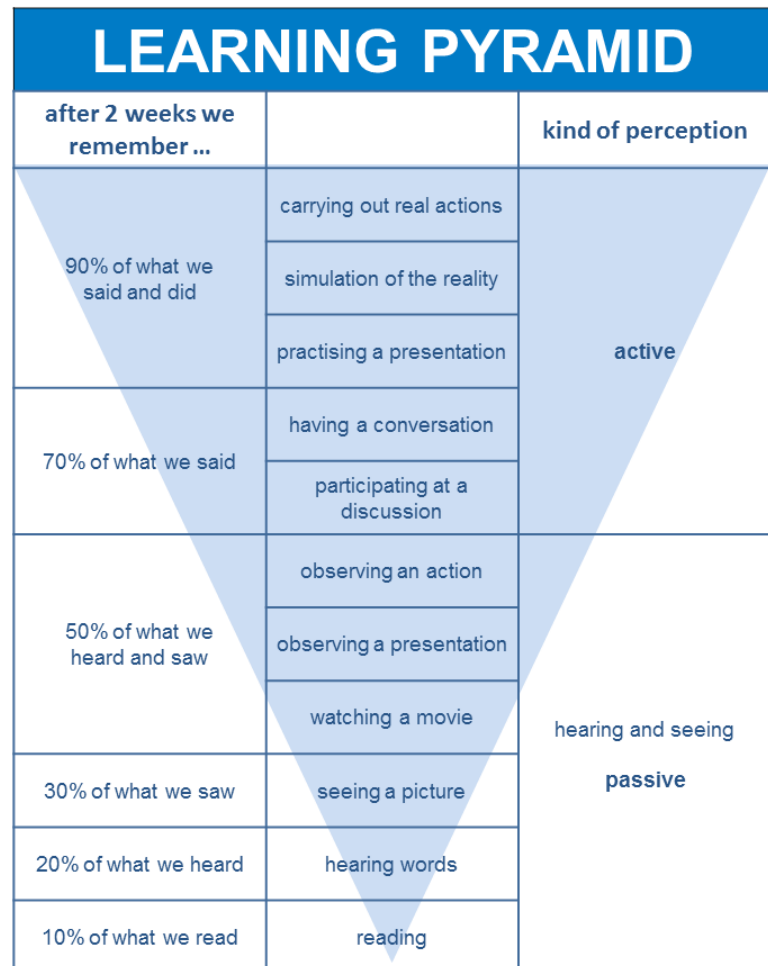 LEARNING PYRAMID
after 2 weeks we
remember ...
kind of perception
90% of what we
said and did
carrying out real actions
simulation of the reality
practising a presentation
active
70% of what we said
having a conversation
participating at a
discussion
50% of what we
heard and saw
observing an action
observing a presentation
watching a movie
hearing and seeing
passive
30% of what we saw
seeing a picture
20% of what we heard
hearing words
10% of what we read
reading